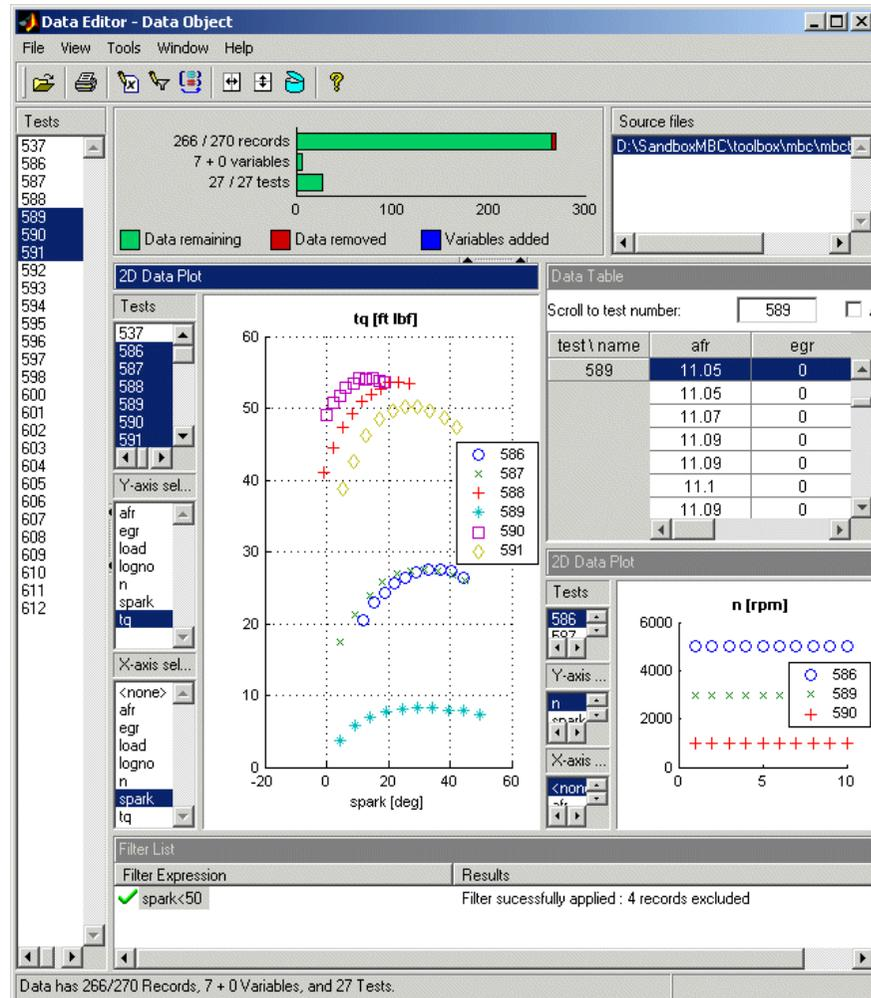 Data Editor - Data Object
File View Tools Window Help
Tests
537
586
587
588
589
590
591
592
593
594
595
596
597
598
600
601
602
603
604
605
606
607
608
609
610
611
612
266 / 270 records
7 + 0 variables
27 / 27 tests
0 100 200 300
Data remaining Data removed Variables added
Source files
D:\SandboxMBC\toolbox\mbc\mbct
2D Data Plot
Tests
537
586
587
588
589
590
591
Y-axis sel...
afr
egr
load
logno
n
spark
tq
X-axis sel...
<none>
afr
egr
load
logno
n
spark
tq
tq [ft lbf]
60
50
40
30
20
10
0
-20 0 20 40 60
spark [deg]
586
587
588
589
590
591
Data Table
Scroll to test number: 589
test \ name afr egr
589 11.05 0
11.05 0
11.07 0
11.09 0
11.09 0
11.1 0
11.09 0
2D Data Plot
Tests
586
Y-axis ...
n
spark
X-axis ...
<none
afr
n [rpm]
6000
4000
2000
0
0 5 10
586
589
590
Filter List
Filter Expression Results
spark<50 Filter sucessfully applied : 4 records excluded
Data has 266/270 Records, 7 + 0 Variables, and 27 Tests.